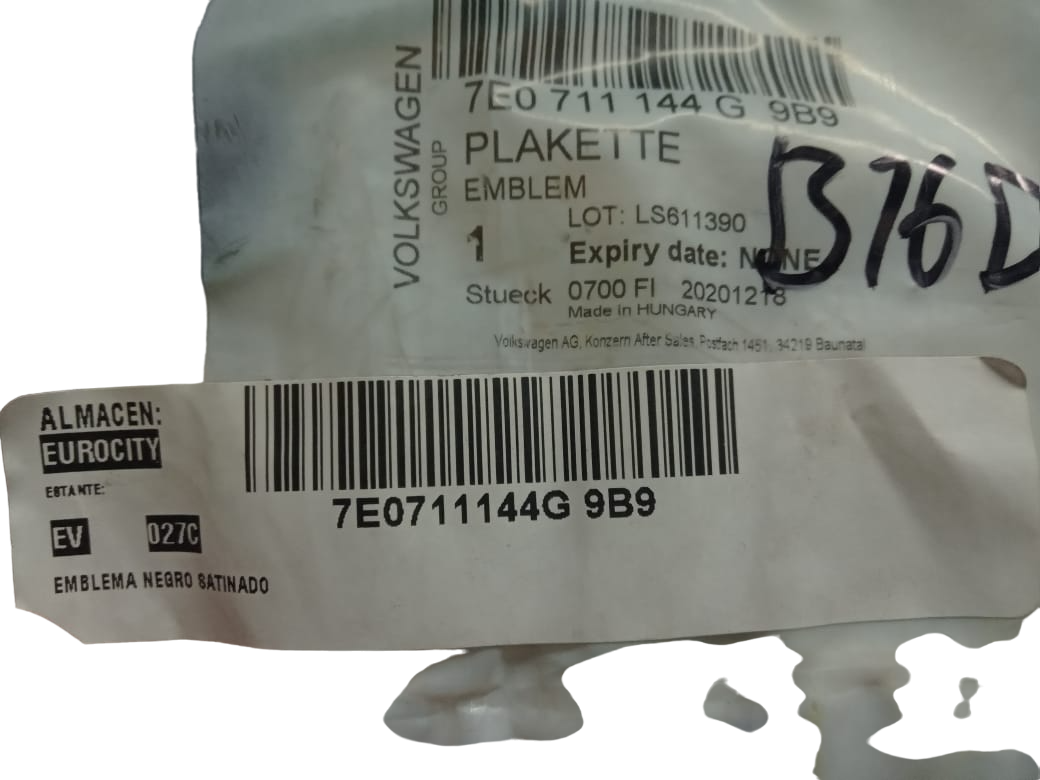 VOLKSWAGEN
GROUP
7E0 711 144 G 9B9
PLAKETTE
EMBLEM
LOT: LS611390
1 Expiry date: NONE
Stueck 0700 FI 20201218
Made in HUNGARY
Volkswagen AG, Konzern After Sales, Postfach 1451, 34219 Baunatal
B76D
ALMACEN:
EUROCITY
ESTANTE:
EV 027C
EMBLEMA NEGRO SATINADO
7E0711144G 9B9